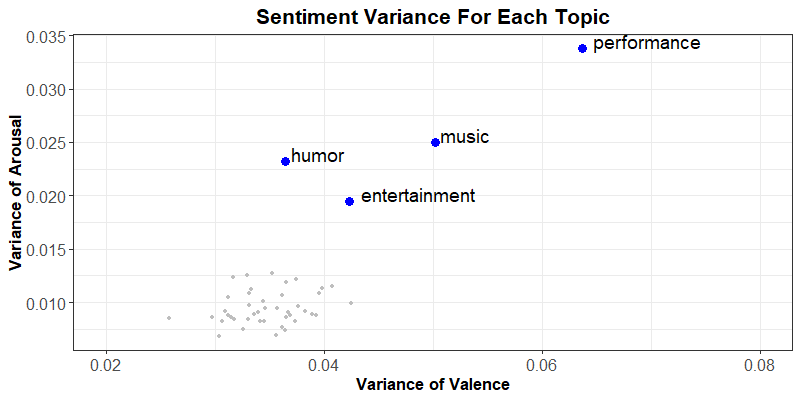 Sentiment Variance For Each Topic
0.035
performance
0.030
0.025
music
humor
0.020
entertainment
0.015
0.010
Variance of Arousal
0.02
0.04
0.06
0.08
Variance of Valence